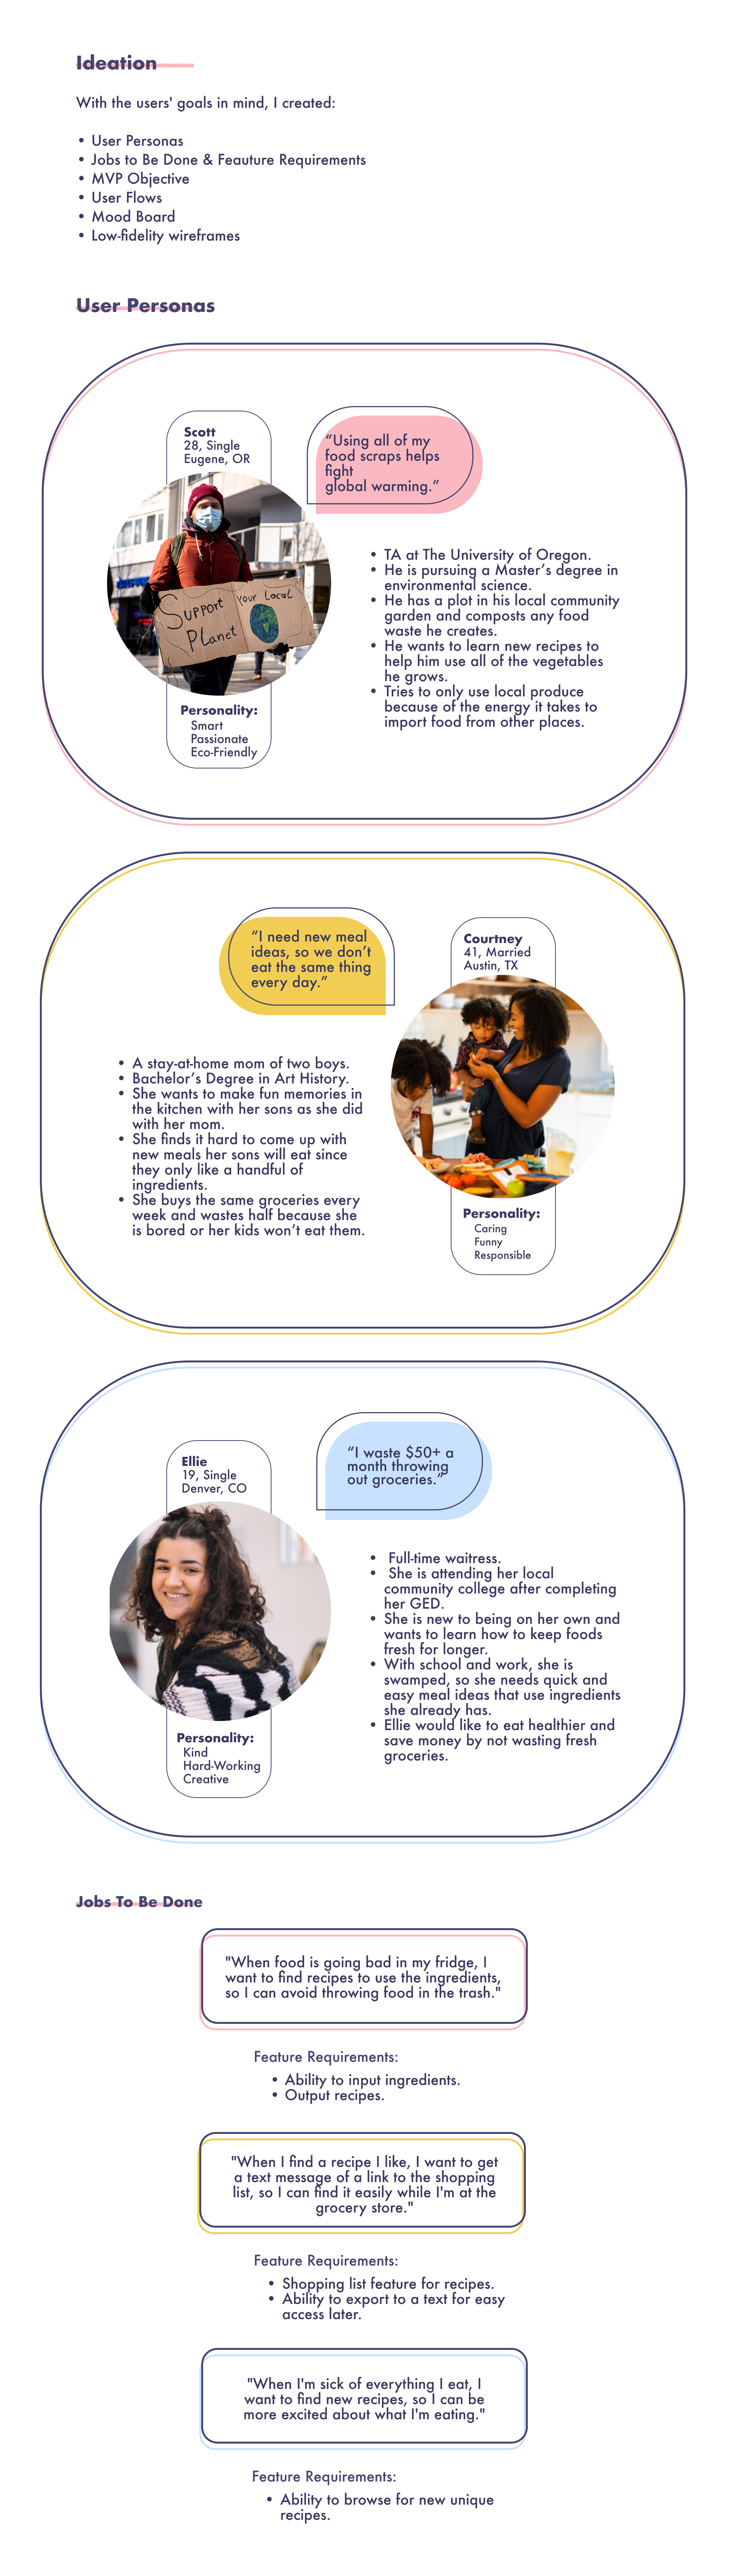 Ideation
With the users' goals in mind, I created:
• User Personas
• Jobs to Be Done & Feauture Requirements
• MVP Objective
• User Flows
• Mood Board
• Low-fidelity wireframes
User Personas
Scott
28, Single
Eugene, OR
“Using all of my
food scraps helps
fight
global warming.”
Support Your Local
Planet
Personality:
Smart
Passionate
Eco-Friendly
• TA at The University of Oregon.
• He is pursuing a Master’s degree in
environmental science.
• He has a plot in his local community
garden and composts any food
waste he creates.
• He wants to learn new recipes to
help him use all of the vegetables
he grows.
• Tries to only use local produce
because of the energy it takes to
import food from other places.
“I need new meal
ideas, so we don’t
eat the same thing
every day.”
Courtney
41, Married
Austin, TX
• A stay-at-home mom of two boys.
• Bachelor’s Degree in Art History.
• She wants to make fun memories in
the kitchen with her sons as she did
with her mom.
• She finds it hard to come up with
new meals her sons will eat since
they only like a handful of
ingredients.
• She buys the same groceries every
week and wastes half because she
is bored or her kids won’t eat them.
Personality:
Caring
Funny
Responsible
Ellie
19, Single
Denver, CO
“I waste $50+ a
month throwing
out groceries.”
Personality:
Kind
Hard-Working
Creative
• Full-time waitress.
• She is attending her local
community college after completing
her GED.
• She is new to being on her own and
wants to learn how to keep foods
fresh for longer.
• With school and work, she is
swamped, so she needs quick and
easy meal ideas that use ingredients
she already has.
• Ellie would like to eat healthier and
save money by not wasting fresh
groceries.
Jobs To Be Done
"When food is going bad in my fridge, I
want to find recipes to use the ingredients,
so I can avoid throwing food in the trash."
Feature Requirements:
• Ability to input ingredients.
• Output recipes.
"When I find a recipe I like, I want to get
a text message of a link to the shopping
list, so I can find it easily while I'm at the
grocery store."
Feature Requirements:
• Shopping list feature for recipes.
• Ability to export to a text for easy
access later.
"When I'm sick of everything I eat, I
want to find new recipes, so I can be
more excited about what I'm eating."
Feature Requirements:
• Ability to browse for new unique
recipes.